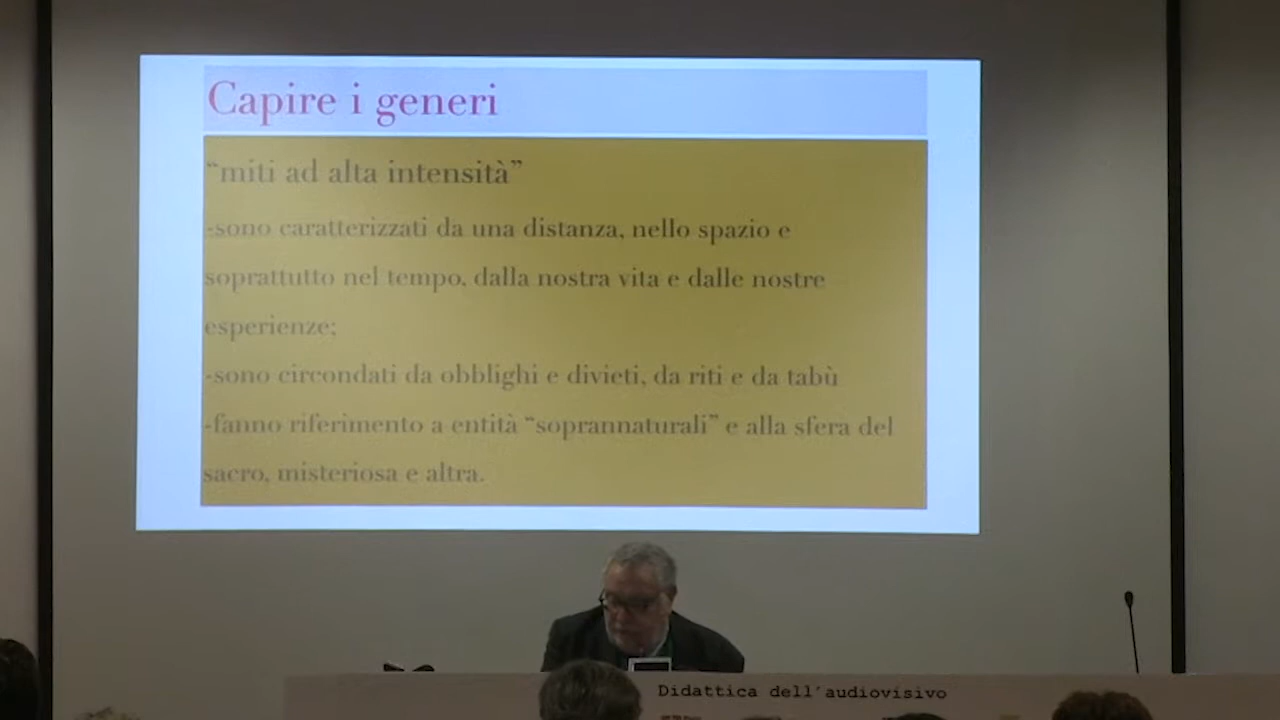 Capire i generi
“miti ad alta intensità”
-sono caratterizzati da una distanza, nello spazio e
soprattutto nel tempo, dalla nostra vita e dalle nostre
esperienze;
-sono circondati da obblighi e divieti, da riti e da tabù
-fanno riferimento a entità “soprannaturali” e alla sfera del
sacro, misteriosa e altra.
Didattica dell'audiovisivo